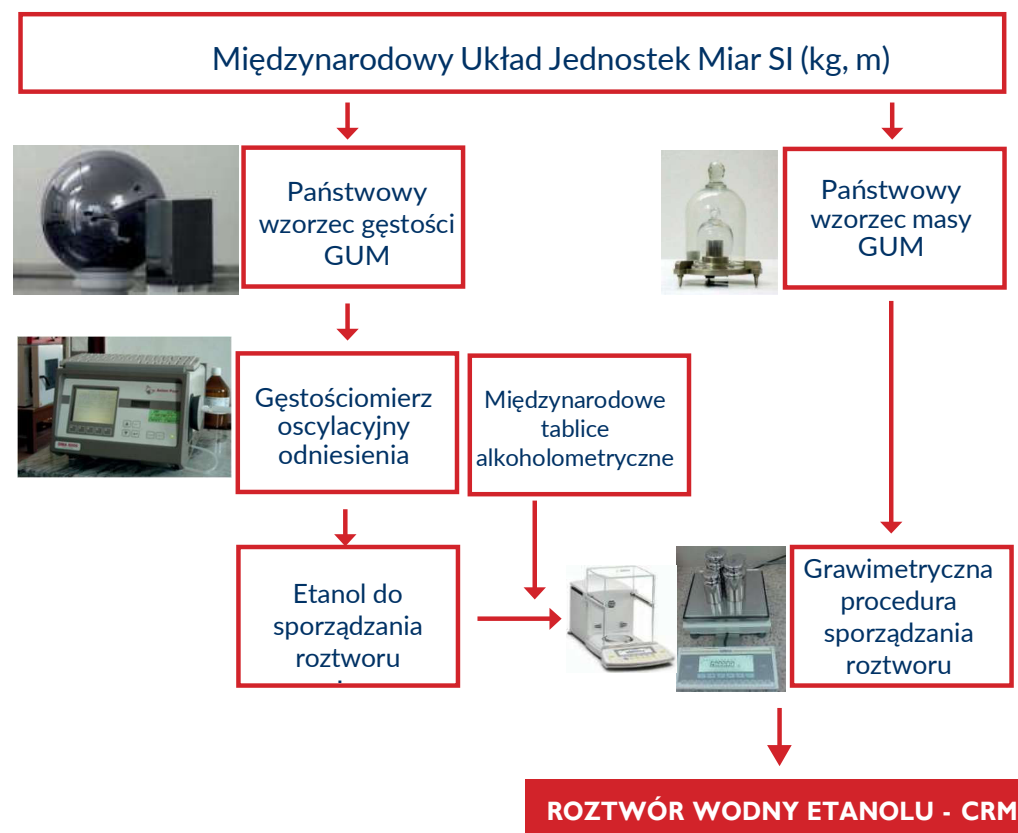 Międzynarodowy Układ Jednostek Miar SI (kg, m)
Państwowy
wzorzec gęstości
GUM
Państwowy
wzorzec masy
GUM
Gęstościomierz
oscylacyjny
odniesienia
Międzynarodowe
tablice
alkoholometryczne
Etanol do
sporządzania
roztworu
Grawimetryczna
procedura
sporządzania
roztworu
ROZTWÓR WODNY ETANOLU - CRM